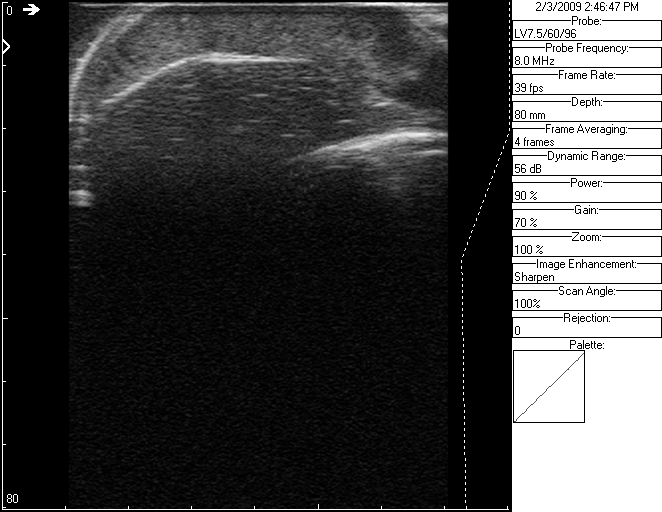 0
80
2/3/2009 2:46:47 PM
Probe:
LV7.5/60/96
Probe Frequency:
8.0 MHz
Frame Rate:
39 fps
Depth:
80 mm
Frame Averaging:
4 frames
Dynamic Range:
56 dB
Power:
90 %
Gain:
70 %
Zoom:
100 %
Image Enhancement:
Sharpen
Scan Angle:
100%
Rejection:
0
Palette: